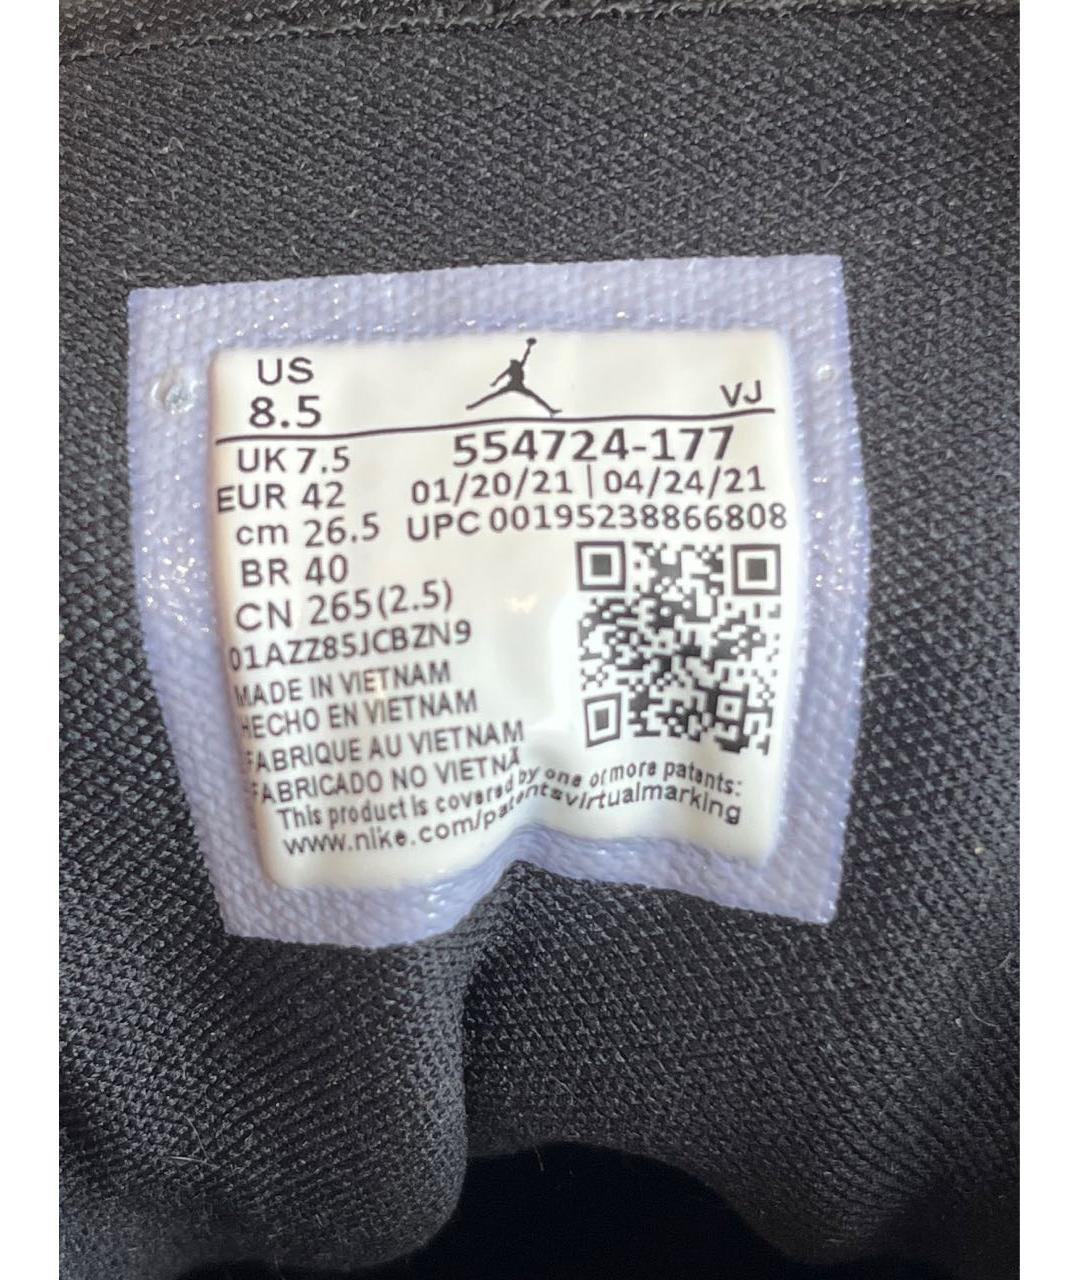 US
8.5
VJ
UK 7.5
554724-177
EUR 42
01/20/21 | 04/24/21
cm 26.5
UPC 00195238866808
BR 40
CN 265(2.5)
01AZZ85JCBZN9
MADE IN VIETNAM
HECHO EN VIETNAM
FABRIQUE AU VIETNAM
FABRICADO NO VIETNÃ
This product is covered by one or more patents:
www.nike.com/patentsvirtualmarking